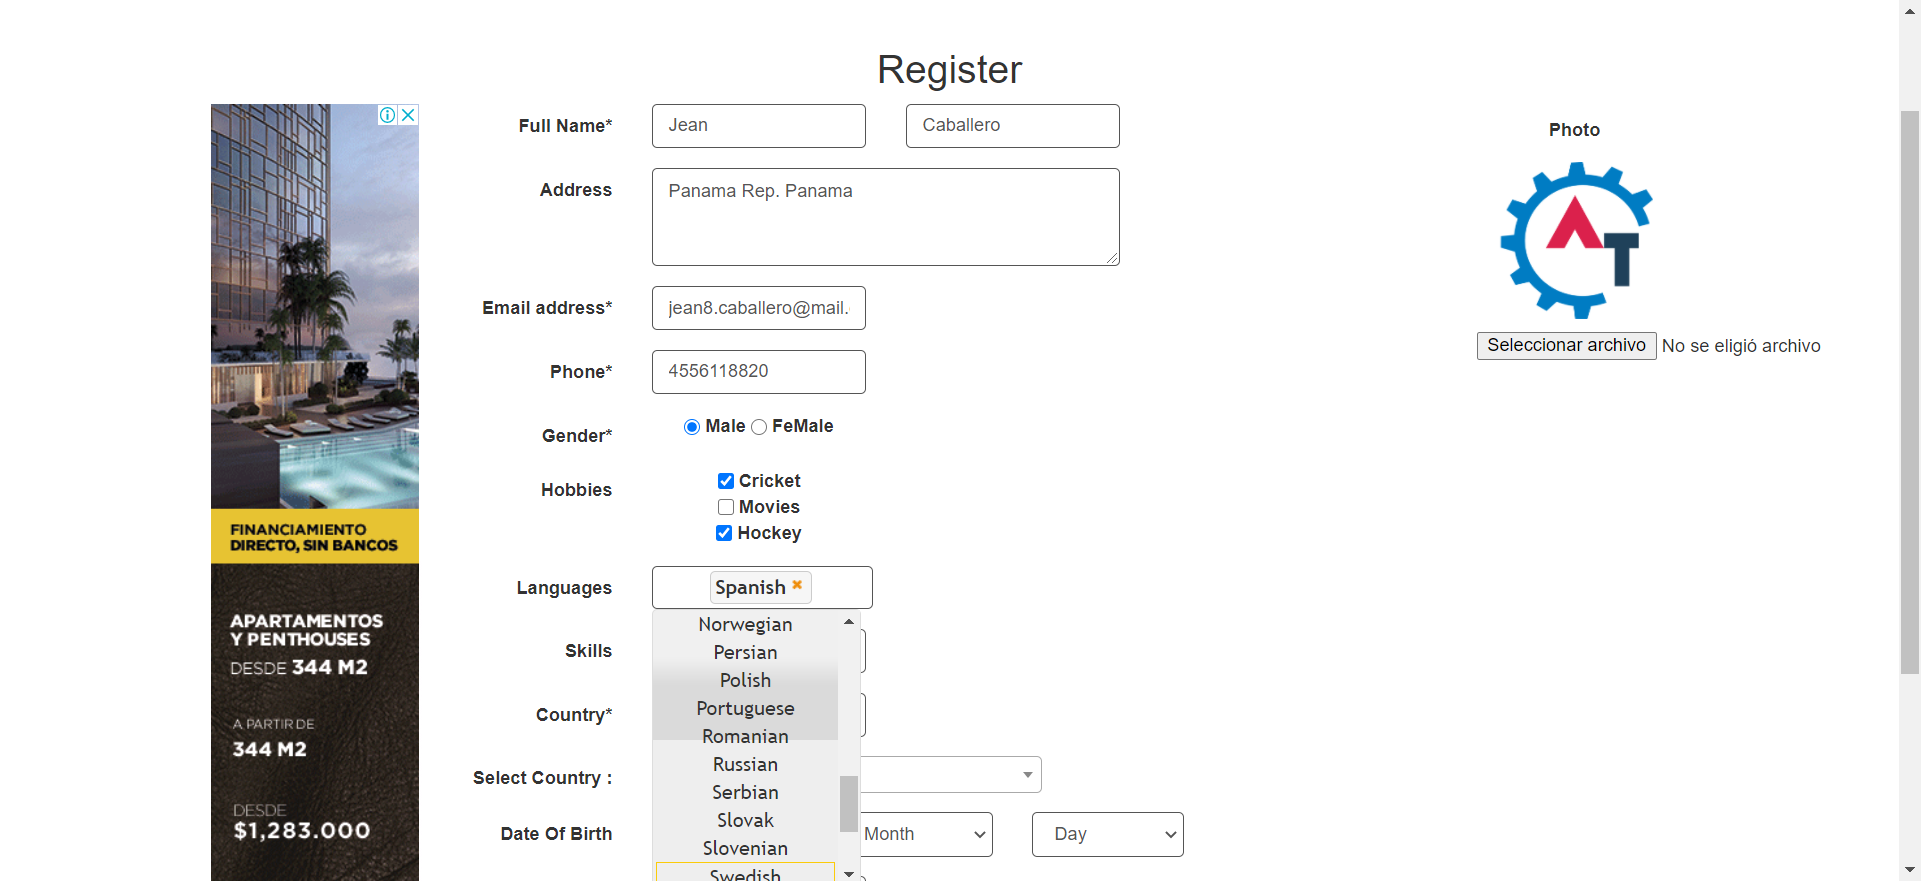 Register
Full Name*
Jean
Caballero
Photo
Address
Panama Rep. Panama
AT
Email address*
jean8.caballero@mail.
Seleccionar archivo No se eligió archivo
Phone*
4556118820
Gender*
Male FeMale
Hobbies
Cricket
Movies
Hockey
Languages
Spanish
Norwegian
Persian
Polish
Portuguese
Romanian
Russian
Serbian
Slovak
Slovenian
Swedish
Skills
Country*
Select Country :
Date Of Birth
Month
Day
FINANCIAMIENTO
DIRECTO, SIN BANCOS
APARTAMENTOS
Y PENTHOUSES
DESDE 344 M2
A PARTIR DE
344 M2
DESDE
$1,283.000